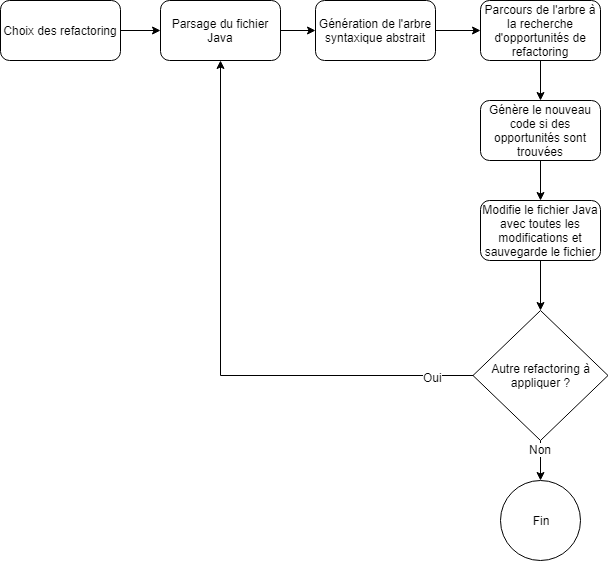 Choix des refactoring
Parsage du fichier
Java
Génération de l'arbre
syntaxique abstrait
Parcours de l'arbre à
la recherche
d'opportunités de
refactoring
Génère le nouveau
code si des
opportunités sont
trouvées
Modifie le fichier Java
avec toutes les
modifications et
sauvegarde le fichier
Autre refactoring à
appliquer ?
Oui
Non
Fin